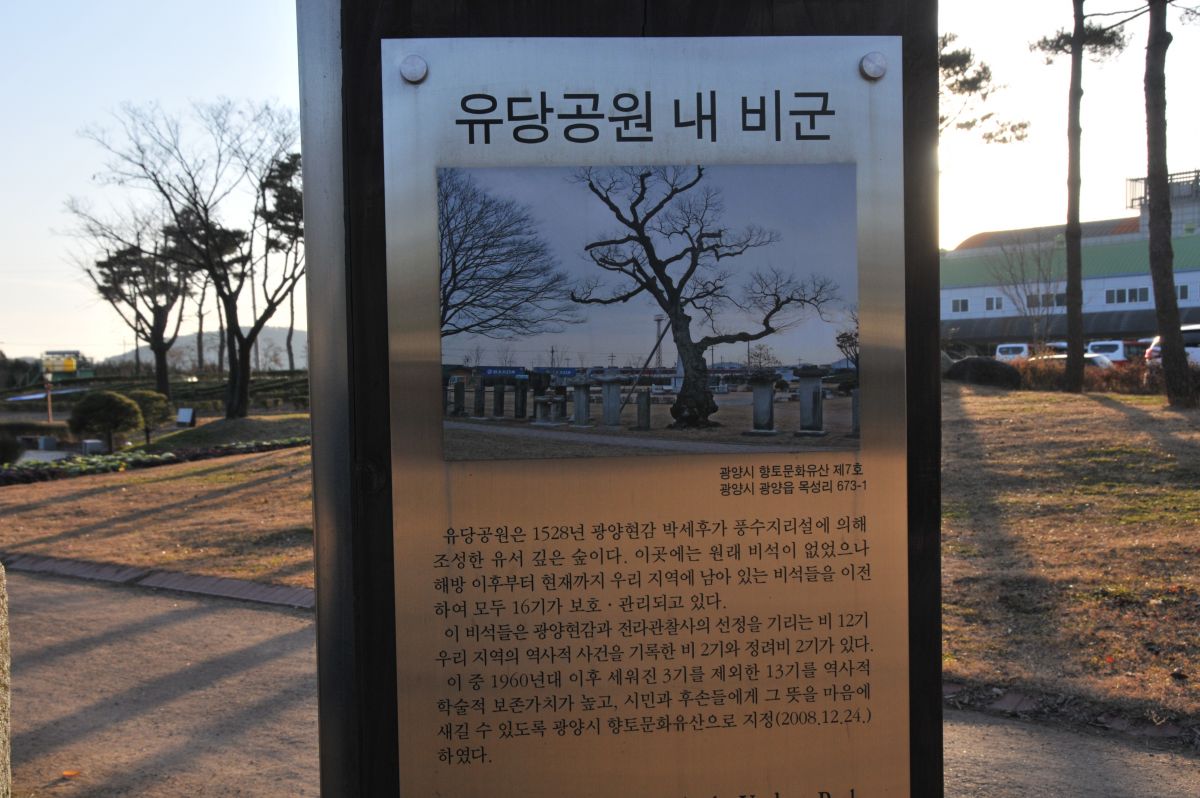 유당공원 내 비군
광양시 향토문화유산 제7호
광양시 광양읍 목성리 673-1
유당공원은 1528년 광양현감 박세후가 풍수지리설에 의해
조성한 유서 깊은 숲이다. 이곳에는 원래 비석이 없었으나
해방 이후부터 현재까지 우리 지역에 남아 있는 비석들을 이전
하여 모두 16기가 보호·관리되고 있다.
이 비석들은 광양현감과 전라관찰사의 선정을 기리는 비 12기
우리 지역의 역사적 사건을 기록한 비 2기와 정려비 2기가 있다.
이 중 1960년대 이후 세워진 3기를 제외한 13기를 역사적
학술적 보존가치가 높고, 시민과 후손들에게 그 뜻을 마음에
새길 수 있도록 광양시 향토문화유산으로 지정(2008.12.24.)
하였다.